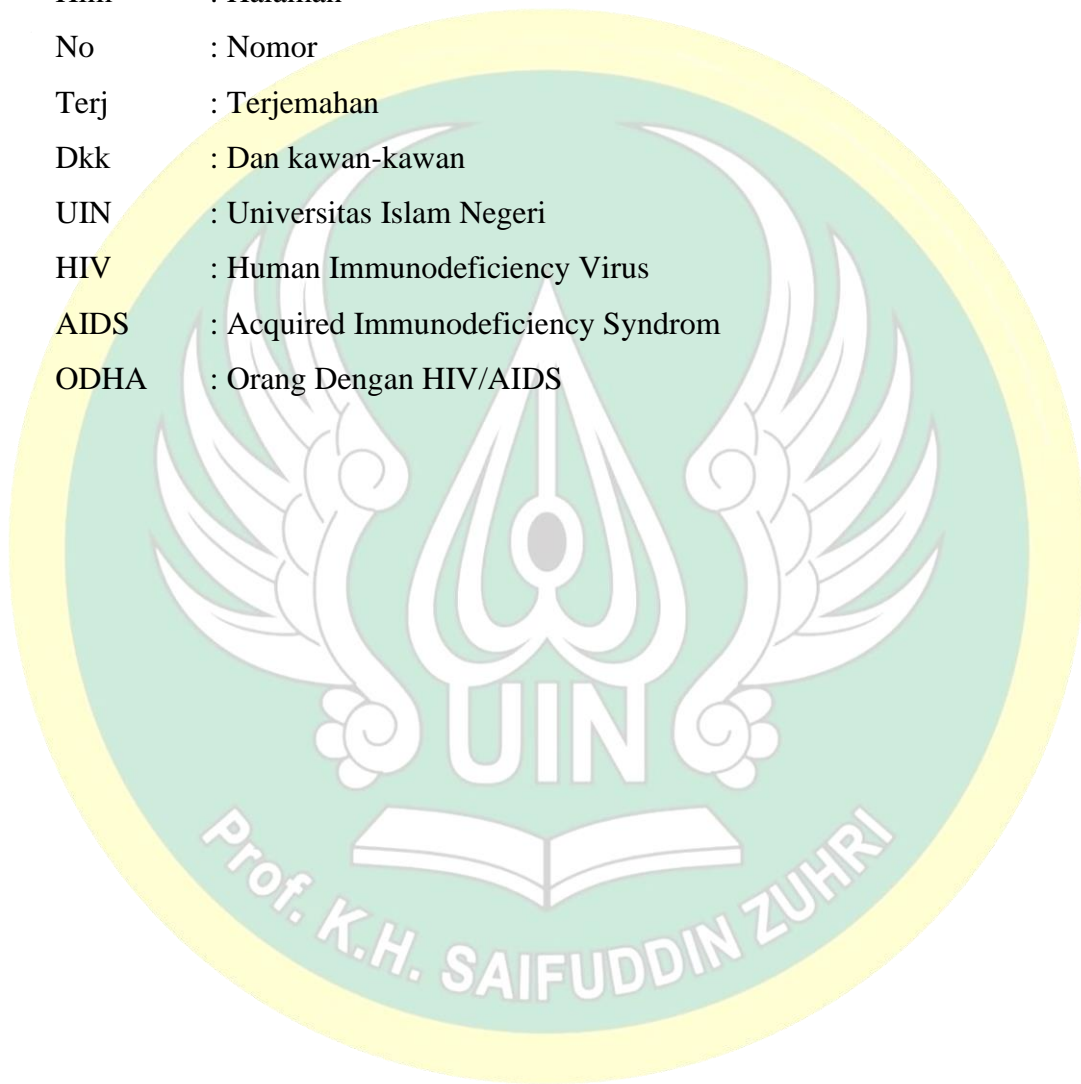 No : Nomor
Terj : Terjemahan
Dkk : Dan kawan-kawan
UIN : Universitas Islam Negeri
HIV : Human Immunodeficiency Virus
AIDS : Acquired Immunodeficiency Syndrom
ODHA : Orang Dengan HIV/AIDS
UIN
Prof. K.H. SAIFUDDIN ZUHRI